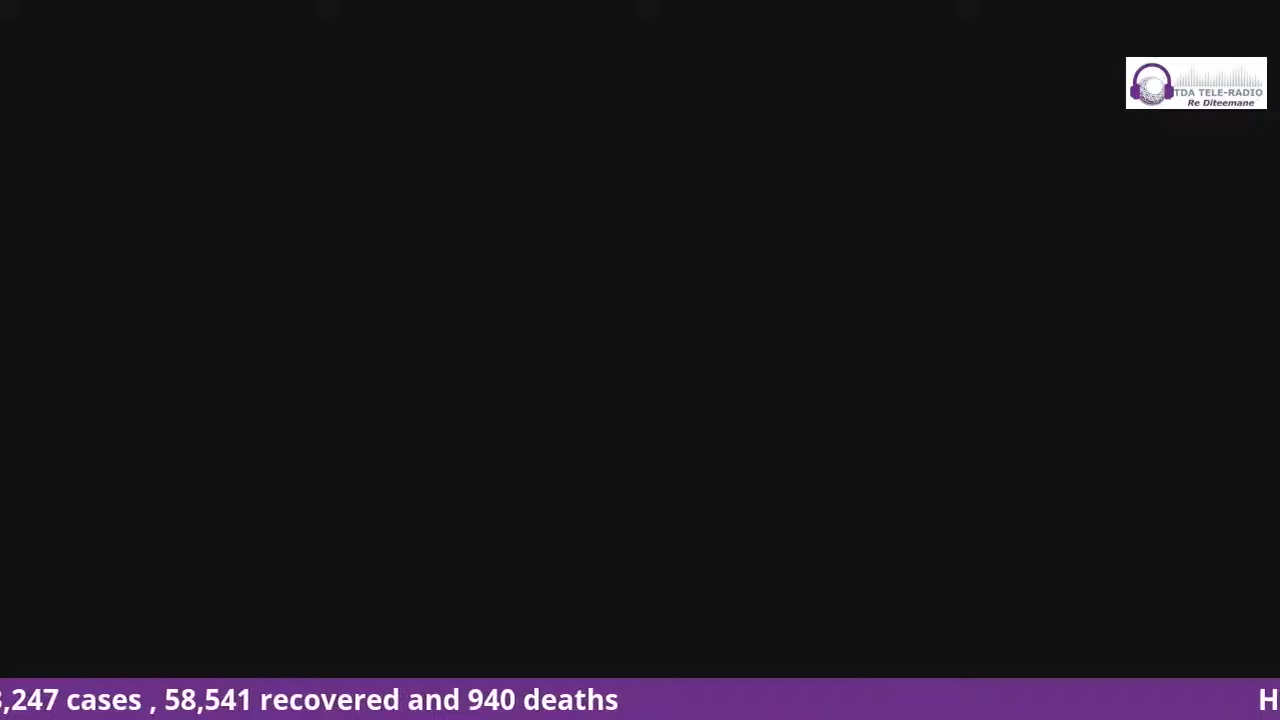 TDA TELE-RADIO
Re Diteemane
,247 cases , 58,541 recovered and 940 deaths
H